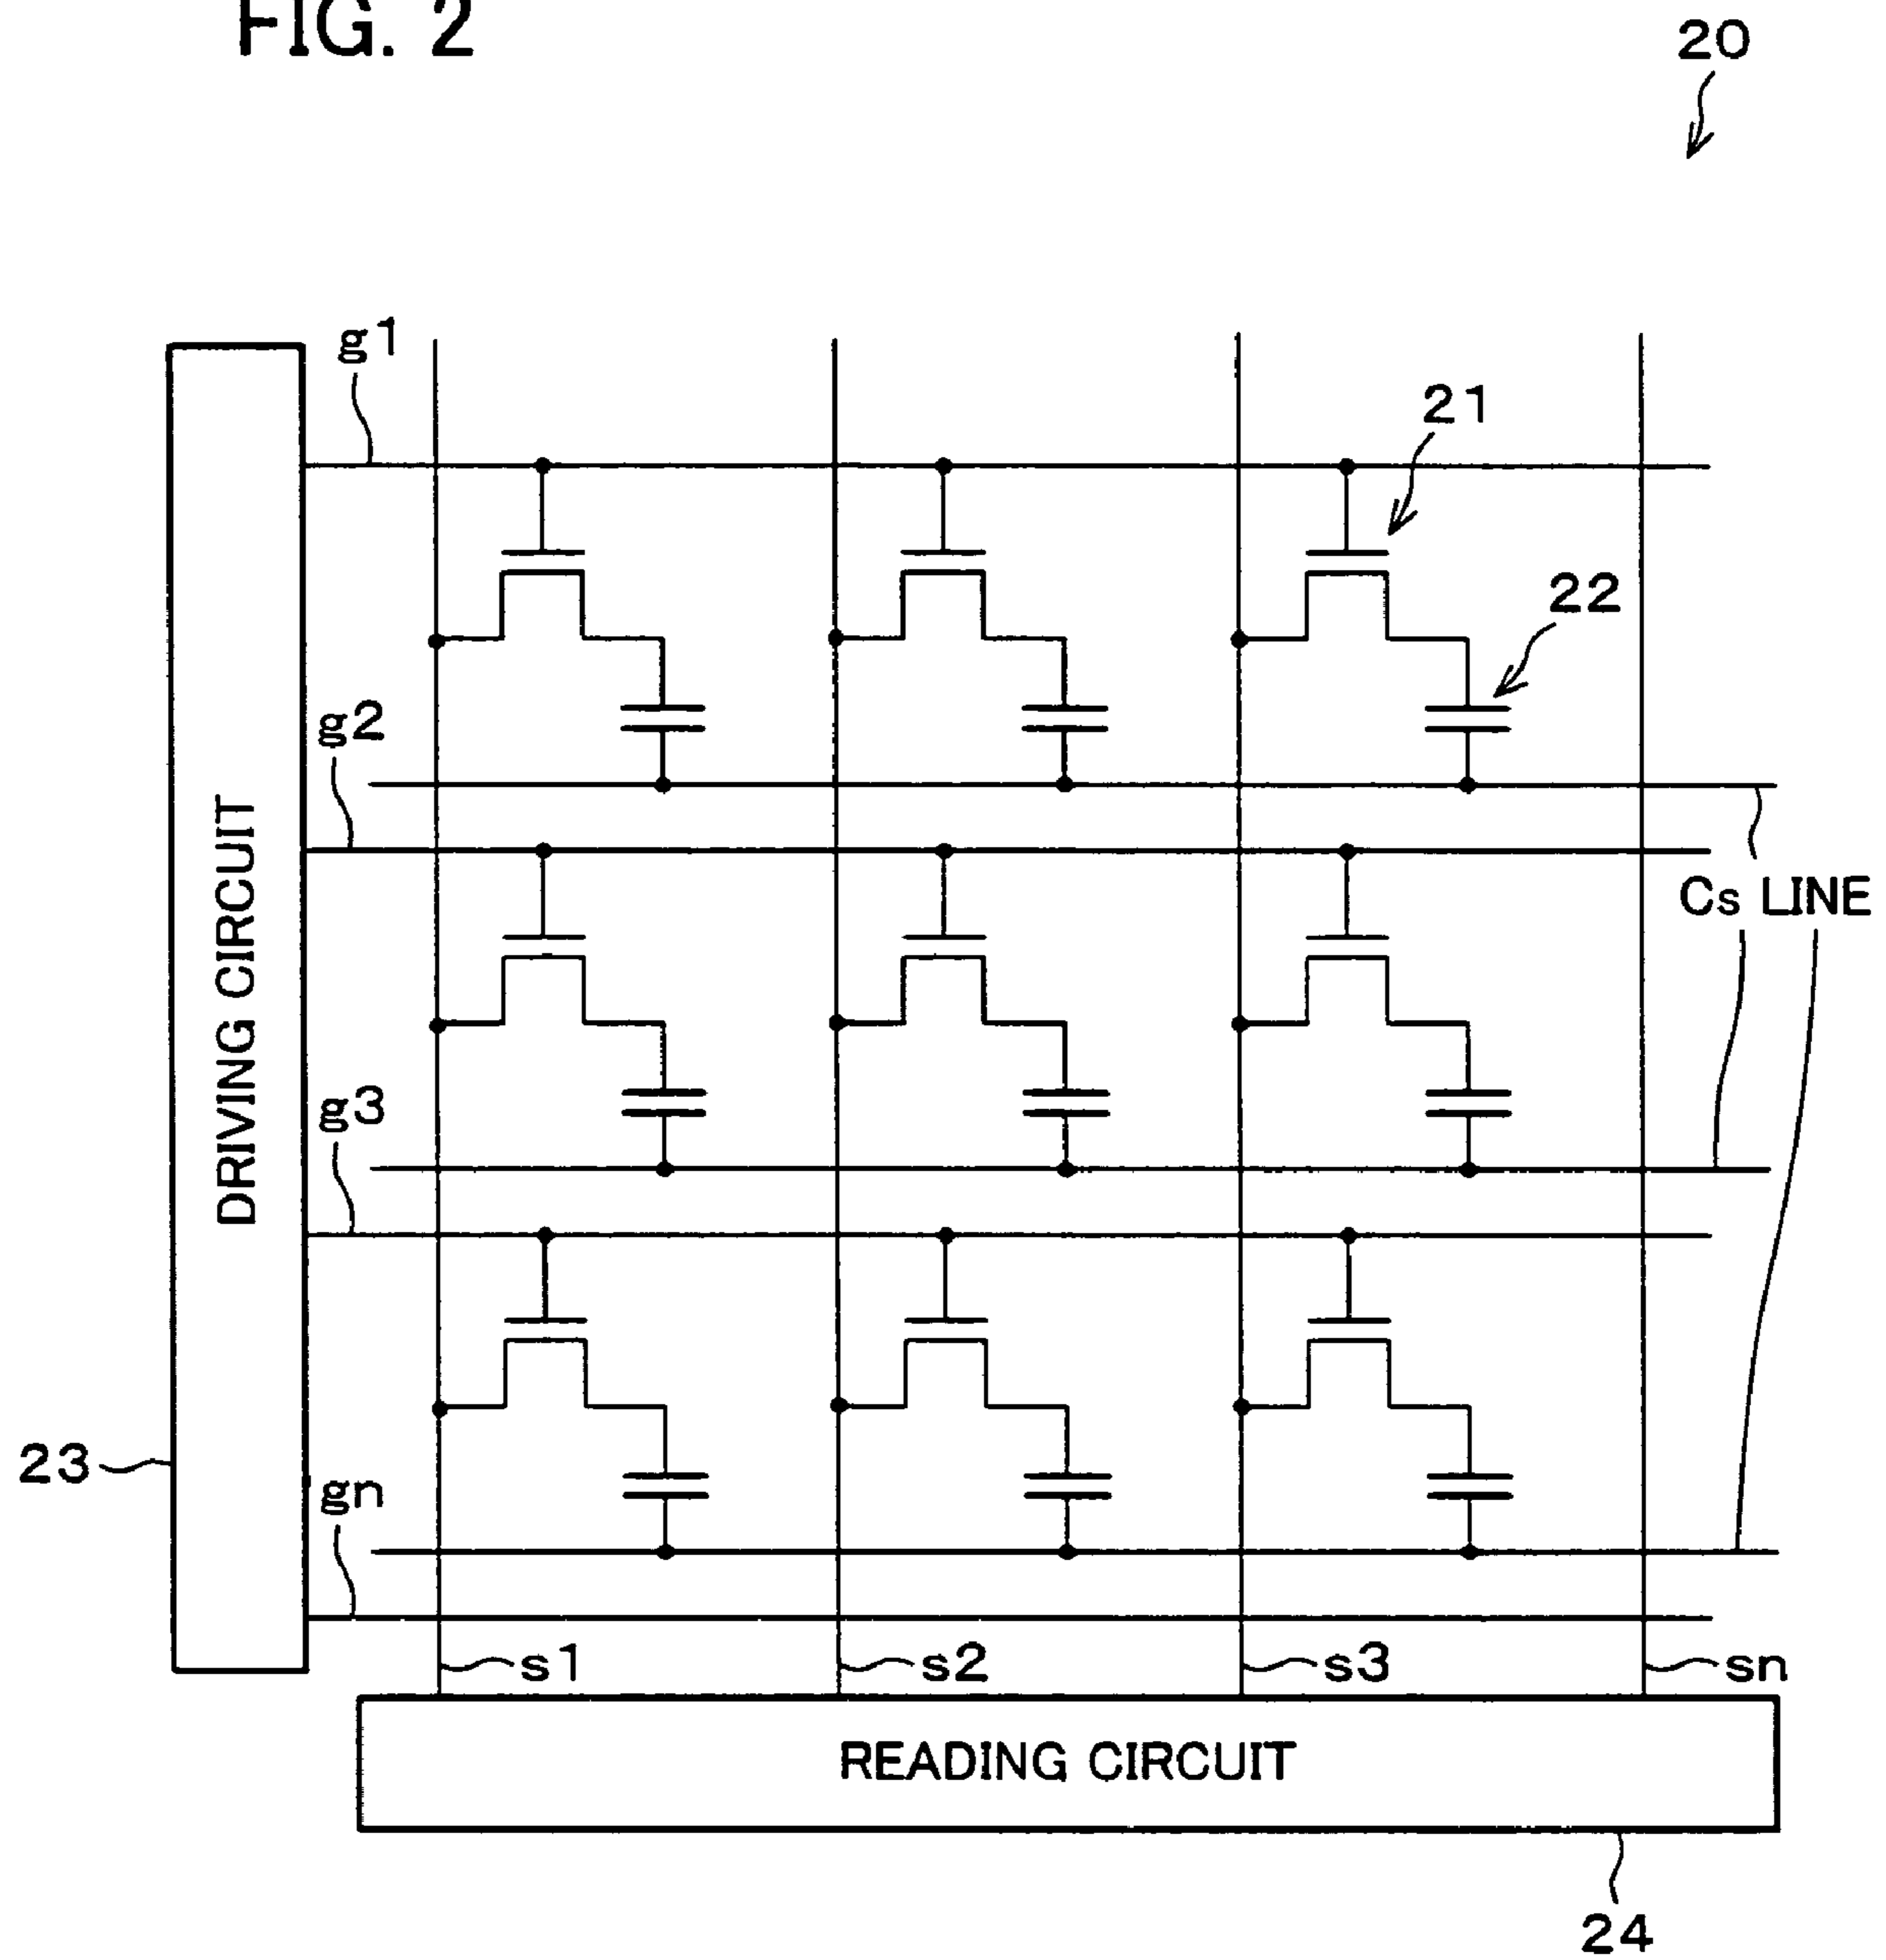 FIG. 2
20
g1
21
22
g2
Cs LINE
DRIVING CIRCUIT
g3
23
gn
s1
s2
s3
sn
READING CIRCUIT
24